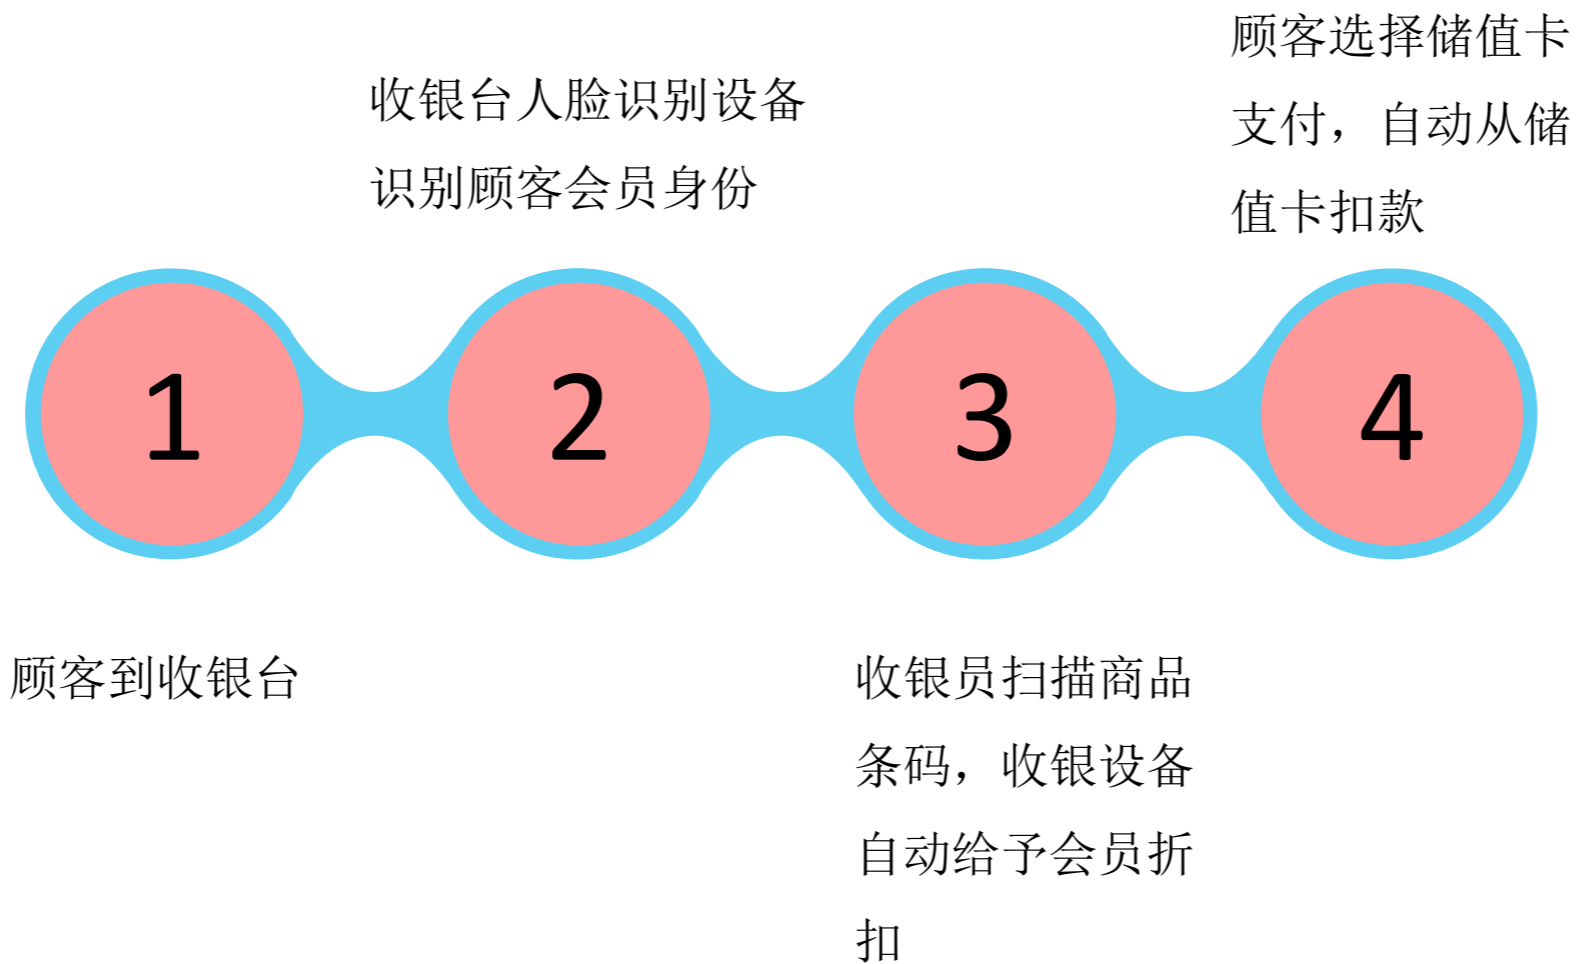 顾客选择储值卡
支付，自动从储
值卡扣款
收银台人脸识别设备
识别顾客会员身份
1
2
3
4
顾客到收银台
收银员扫描商品
条码，收银设备
自动给予会员折
扣